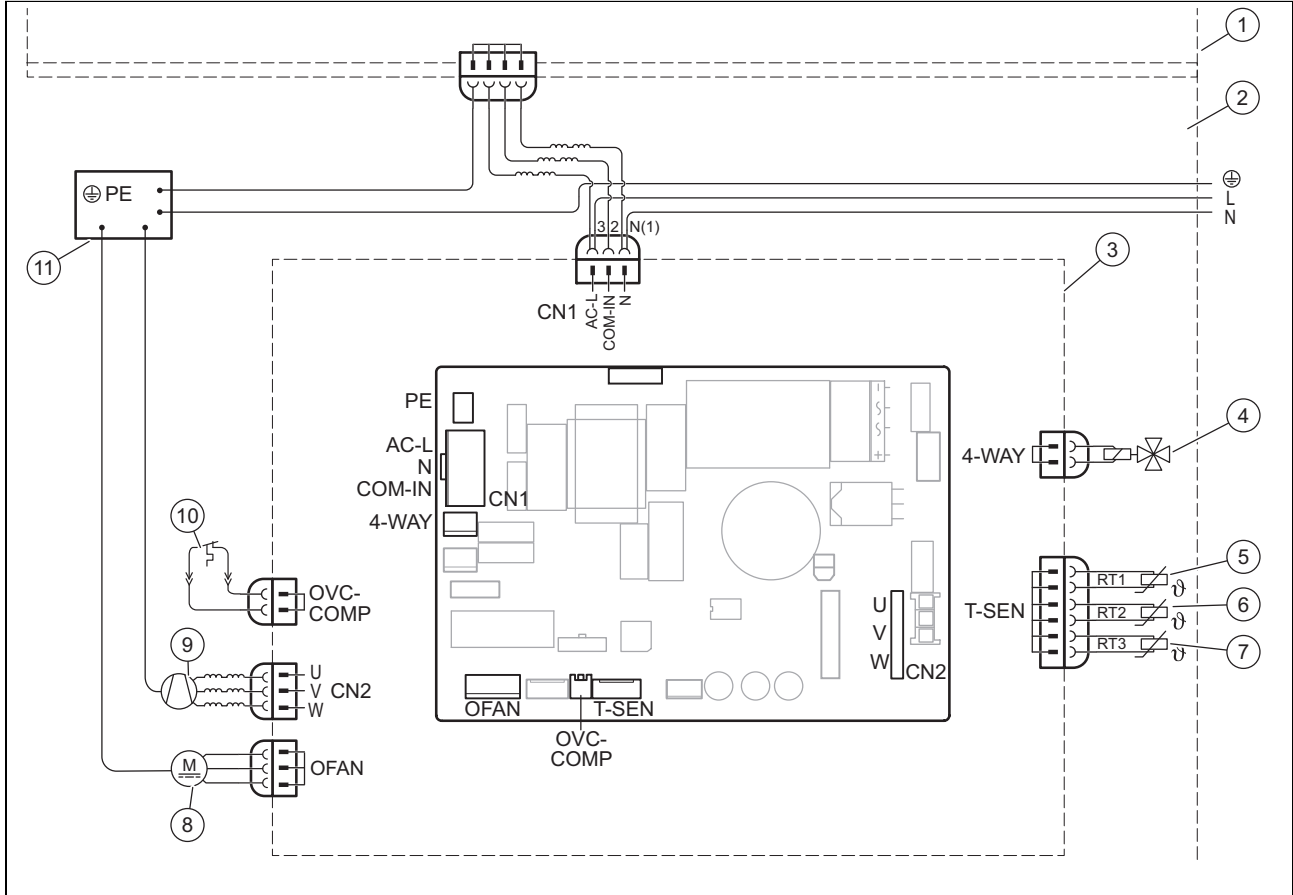 1
2
⏚ PE
⏚
L
N
11
3 2 N(1)
3
CN1
AC-L
COM-IN
N
PE
AC-L
N
COM-IN
CN1
4-WAY
4-WAY
4
10
OVC-
COMP
T-SEN
RT1 ϑ
RT2 ϑ
RT3 ϑ
5
6
7
U
V
W
CN2
9
U
V
W
CN2
OFAN
T-SEN
OVC-
COMP
M
OFAN
8